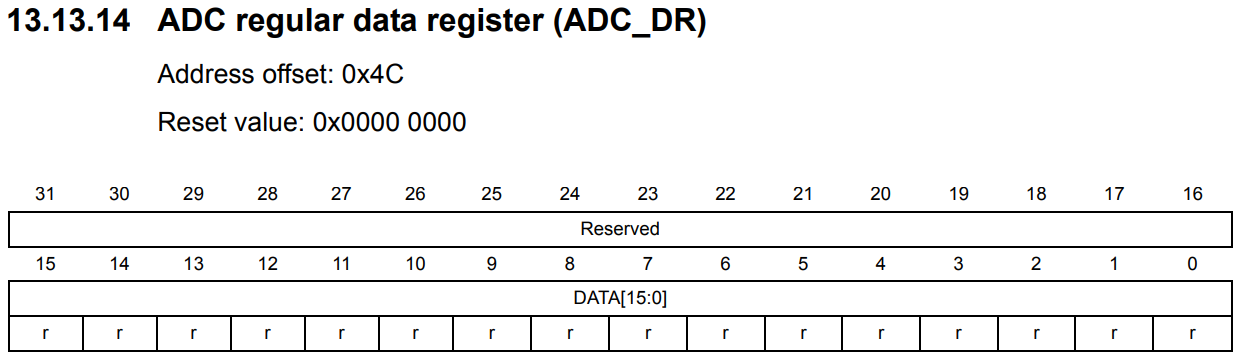 13.13.14 ADC regular data register (ADC_DR)
Address offset: 0x4C
Reset value: 0x0000 0000
31 30 29 28 27 26 25 24 23 22 21 20 19 18 17 16
Reserved
15 14 13 12 11 10 9 8 7 6 5 4 3 2 1 0
DATA[15:0]
r r r r r r r r r r r r r r r r